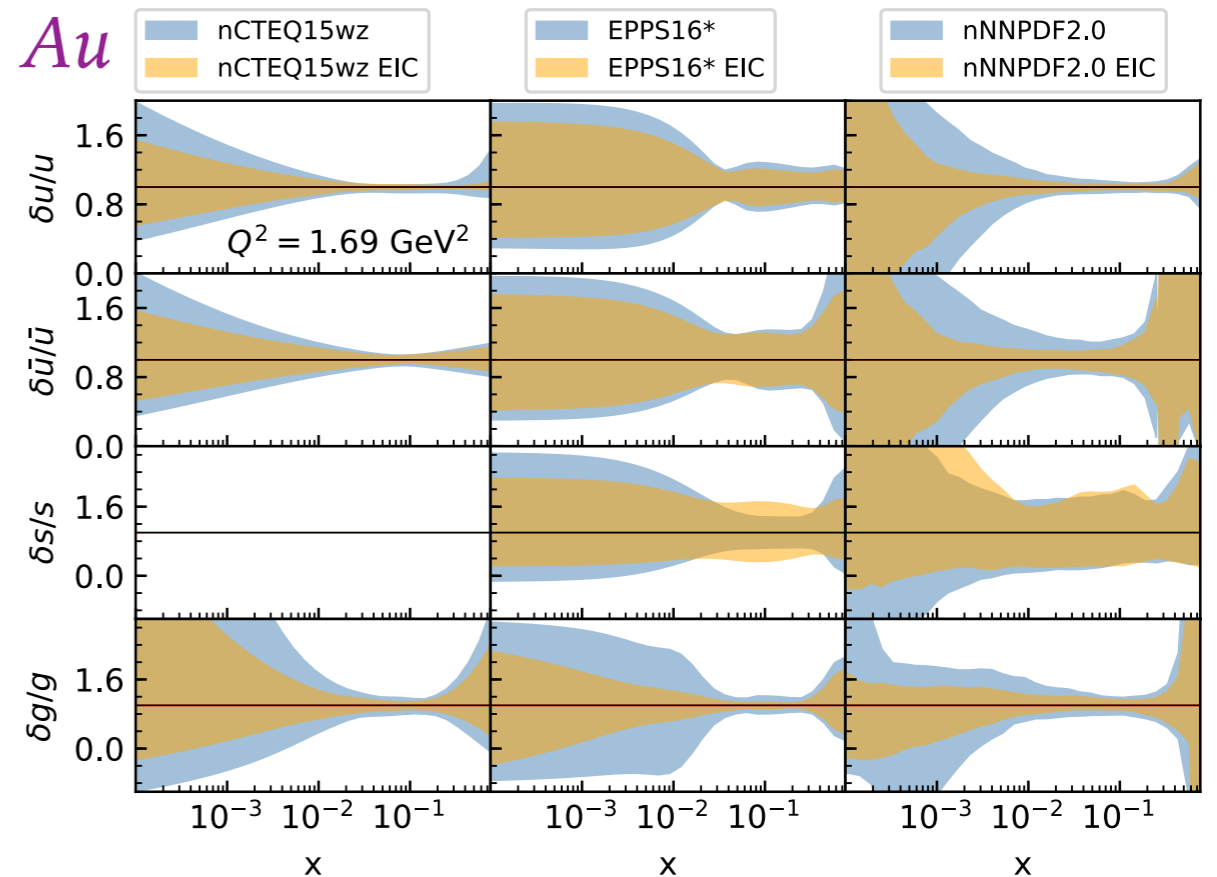 Au
nCTEQ15wz
nCTEQ15wz EIC
EPPS16*
EPPS16* EIC
nNNPDF2.0
nNNPDF2.0 EIC
δu/u
1.6
0.8
0.0
Q² = 1.69 GeV²
δū/ū
1.6
0.8
0.0
δs/s
1.6
0.0
δg/g
1.6
0.0
10⁻³ 10⁻² 10⁻¹
10⁻³ 10⁻² 10⁻¹
10⁻³ 10⁻² 10⁻¹
x
x
x